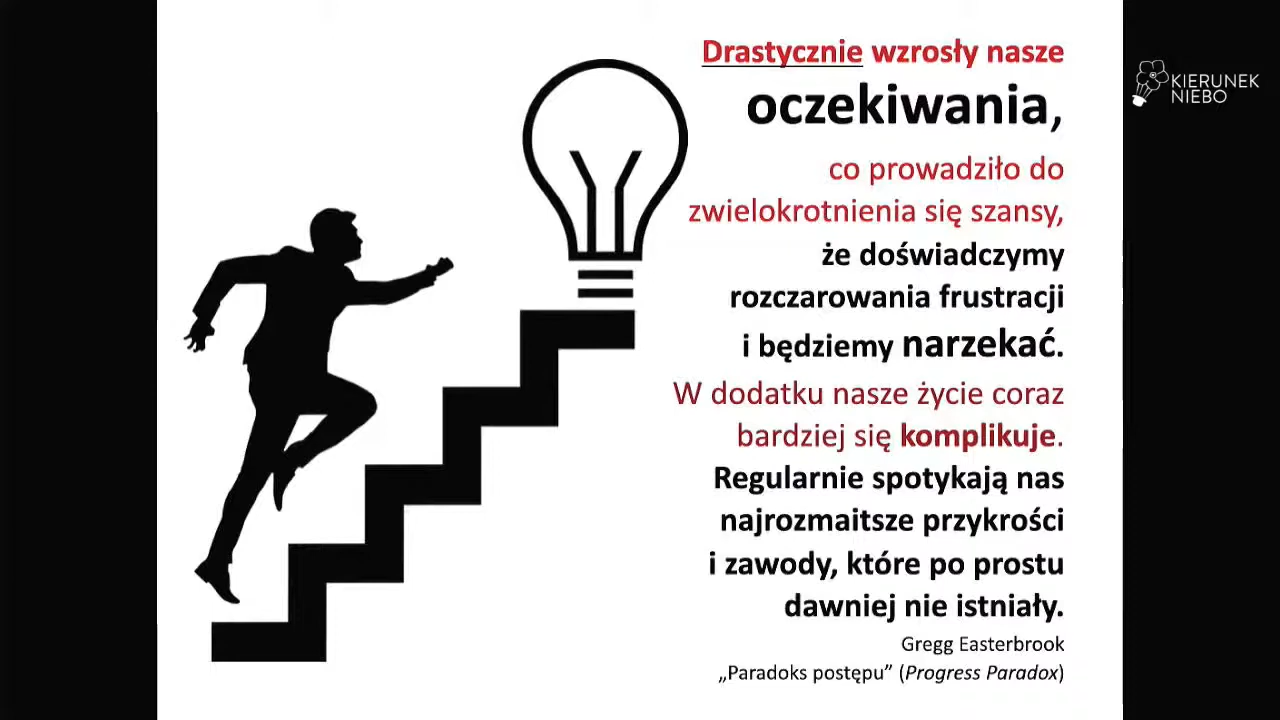 Drastycznie wzrosły nasze
oczekiwania,
co prowadziło do
zwielokrotnienia się szansy,
że doświadczymy
rozczarowania frustracji
i będziemy narzekać.
W dodatku nasze życie coraz
bardziej się komplikuje.
Regularnie spotykają nas
najrozmaitsze przykrości
i zawody, które po prostu
dawniej nie istniały.
Gregg Easterbrook
„Paradoks postępu” (Progress Paradox)
KIERUNEK
NIEBO